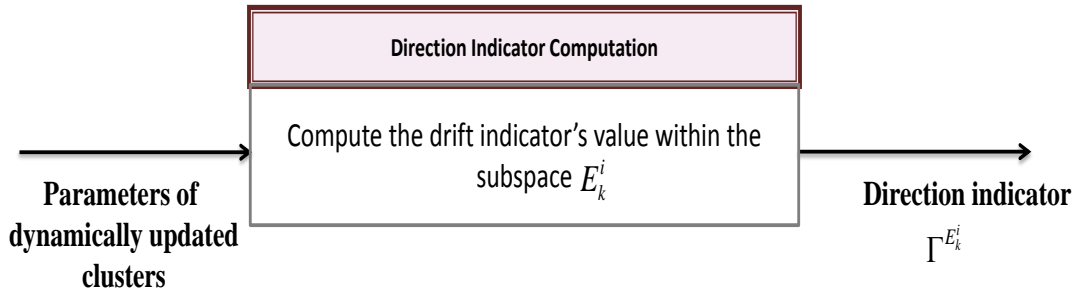 Direction Indicator Computation
Compute the drift indicator’s value within the
subspace E_k^i
Parameters of
dynamically updated
clusters
Direction indicator
Γ^{E_k^i}